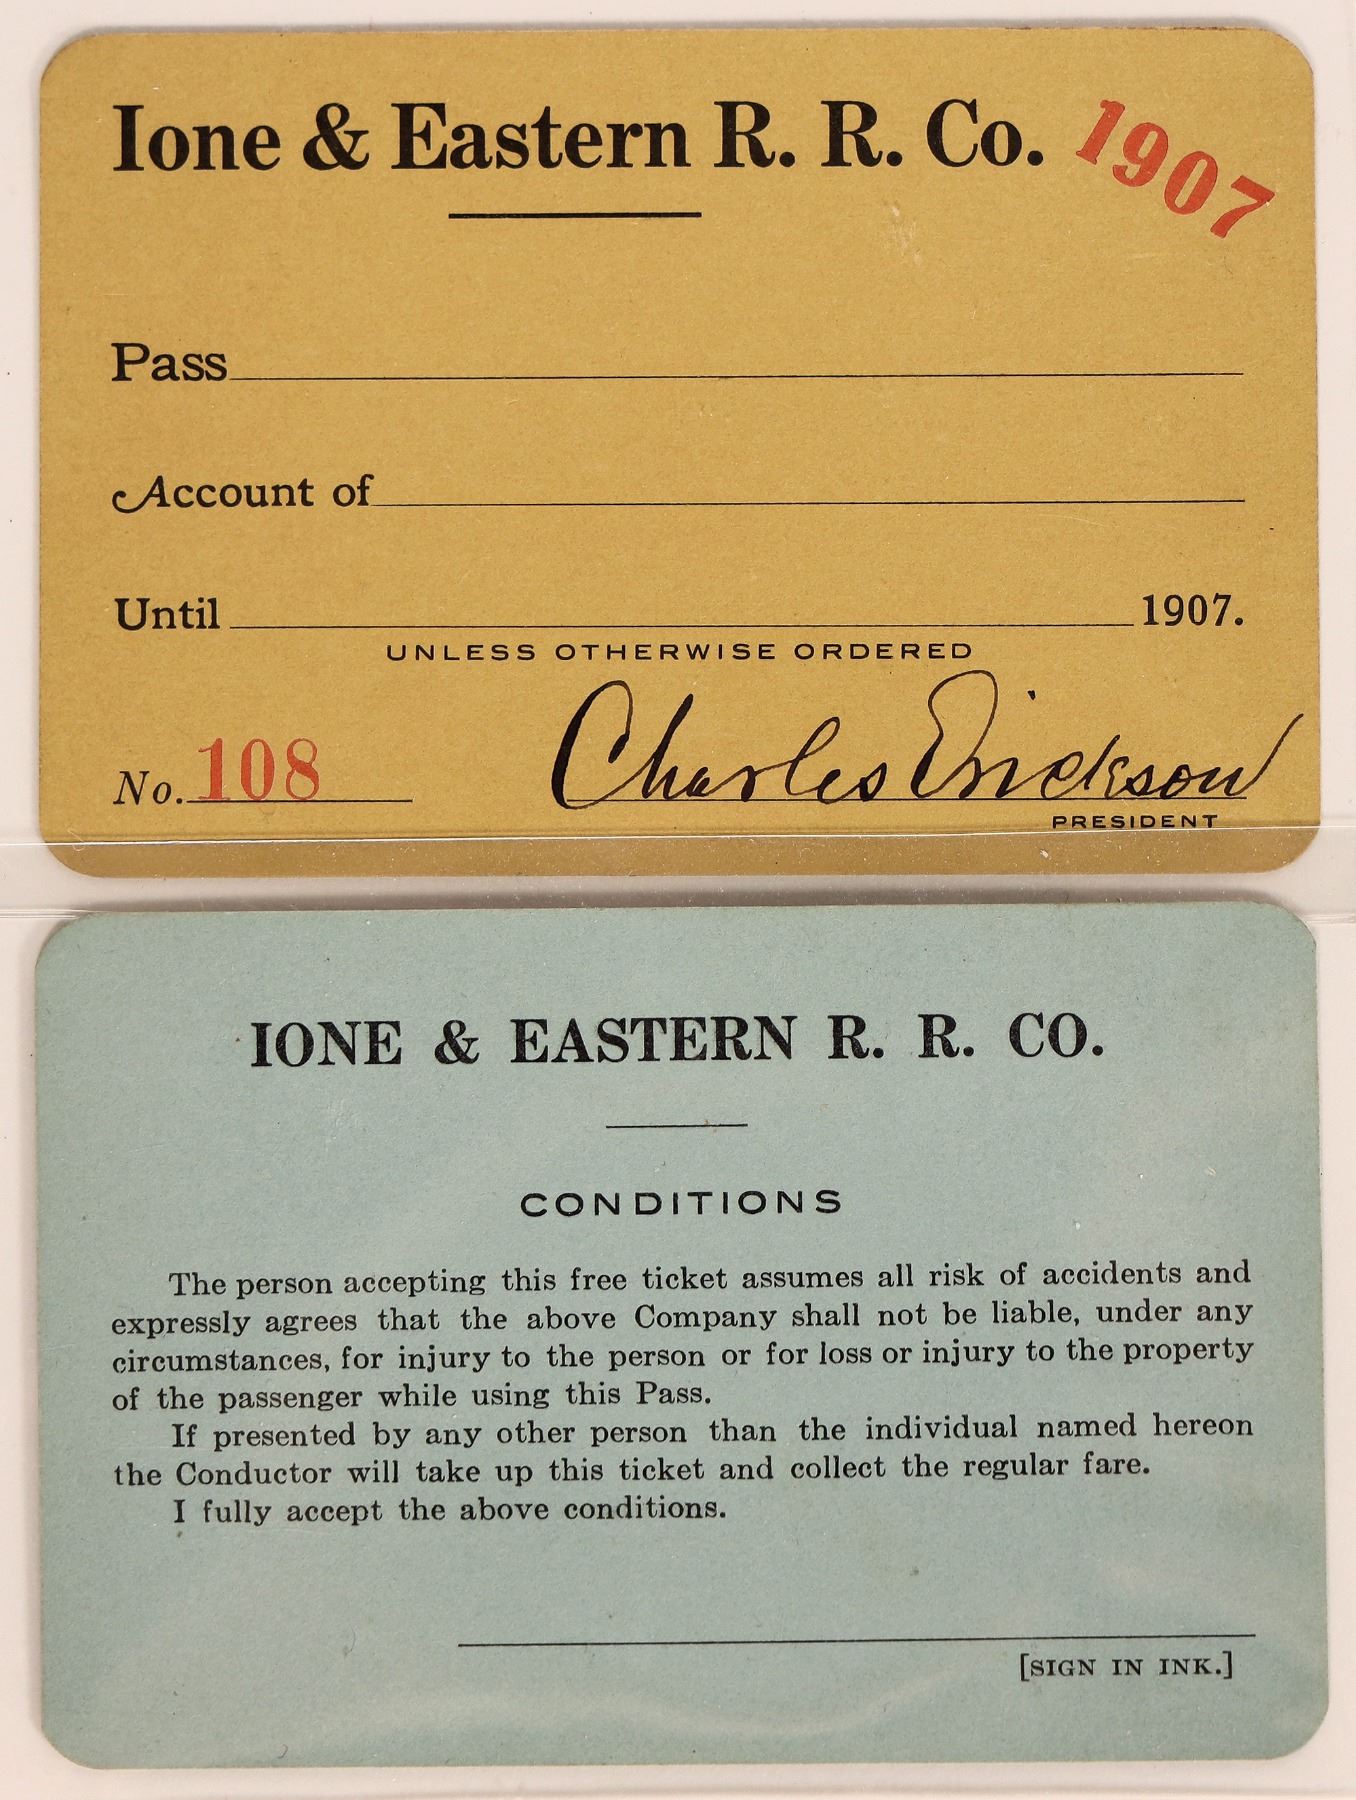 Ione & Eastern R. R. Co. 1907
Pass
Account of
Until 1907.
UNLESS OTHERWISE ORDERED
No. 108 Charles Erickson
PRESIDENT
IONE & EASTERN R. R. CO.
CONDITIONS
The person accepting this free ticket assumes all risk of accidents and
expressly agrees that the above Company shall not be liable, under any
circumstances, for injury to the person or for loss or injury to the property
of the passenger while using this Pass.
If presented by any other person than the individual named hereon
the Conductor will take up this ticket and collect the regular fare.
I fully accept the above conditions.
[SIGN IN INK.]